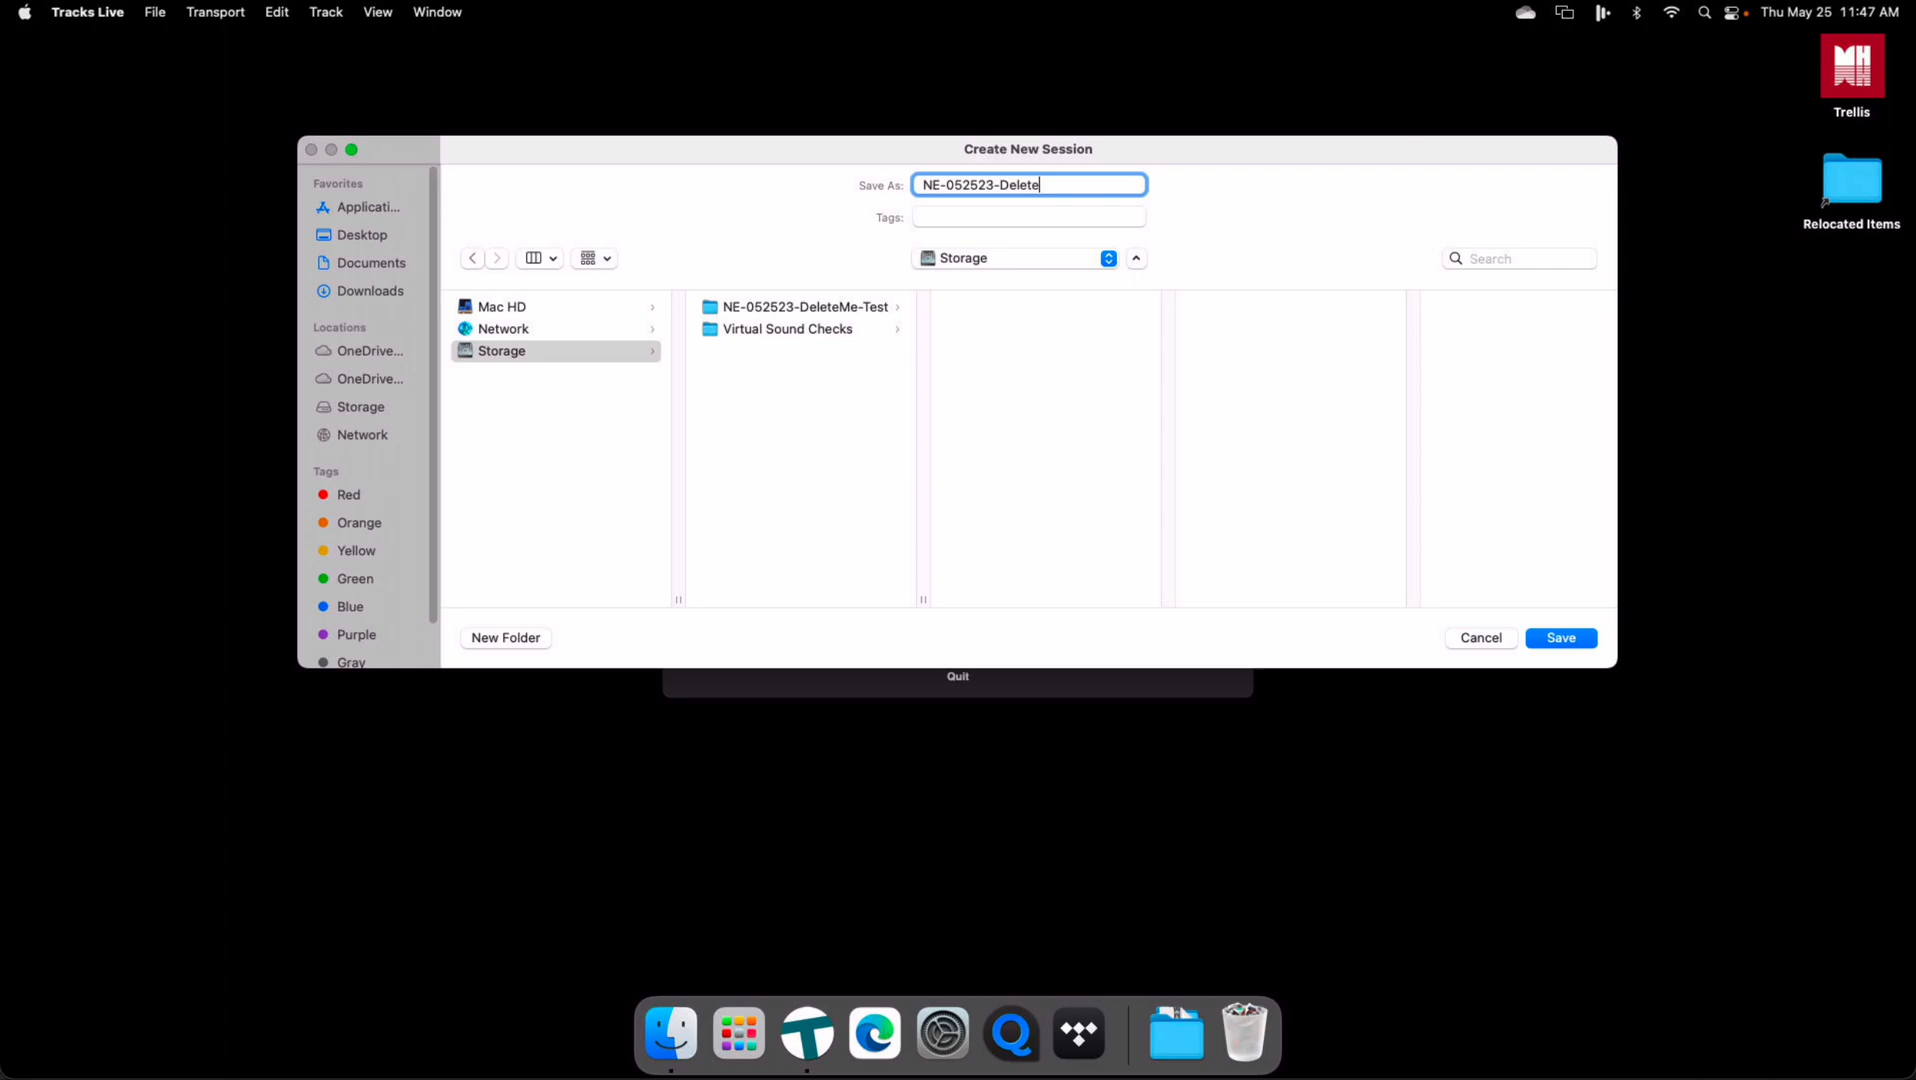 Tracks Live File Transport Edit Track View Window Thu May 25 11:47 AM
Trellis
Relocated Items
Create New Session
Save As: NE-052523-Delete
Tags:
Storage
Search
Favorites
Applicati...
Desktop
Documents
Downloads
Locations
OneDrive...
OneDrive...
Storage
Network
Tags
Red
Orange
Yellow
Green
Blue
Purple
Gray
Mac HD
Network
Storage
NE-052523-DeleteMe-Test
Virtual Sound Checks
New Folder
Cancel
Save
Quit